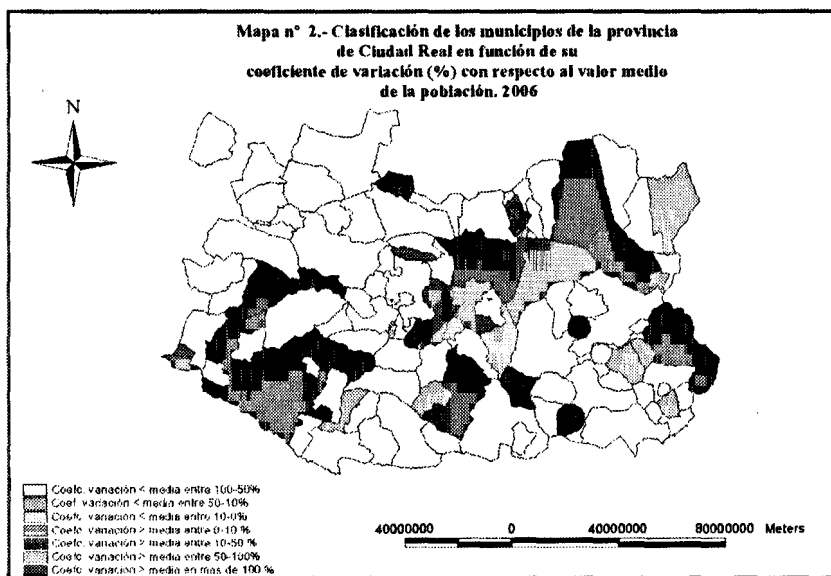 Mapa nº 2.- Clasificación de los municipios de la provincia
de Ciudad Real en función de su
coeficiente de variación (%) con respecto al valor medio
de la población. 2006
N
Coefc. variación < media entre 100-50%
Coef. variación < media entre 50-10%
Coefc. variación < media entre 10-0%
Coefc. variación > media entre 0-10 %
Coefc. variación > media entre 10-50 %
Coefc. variación > media entre 50-100%
Coefc. variación > media en mas de 100 %
40000000 0 40000000 80000000 Meters